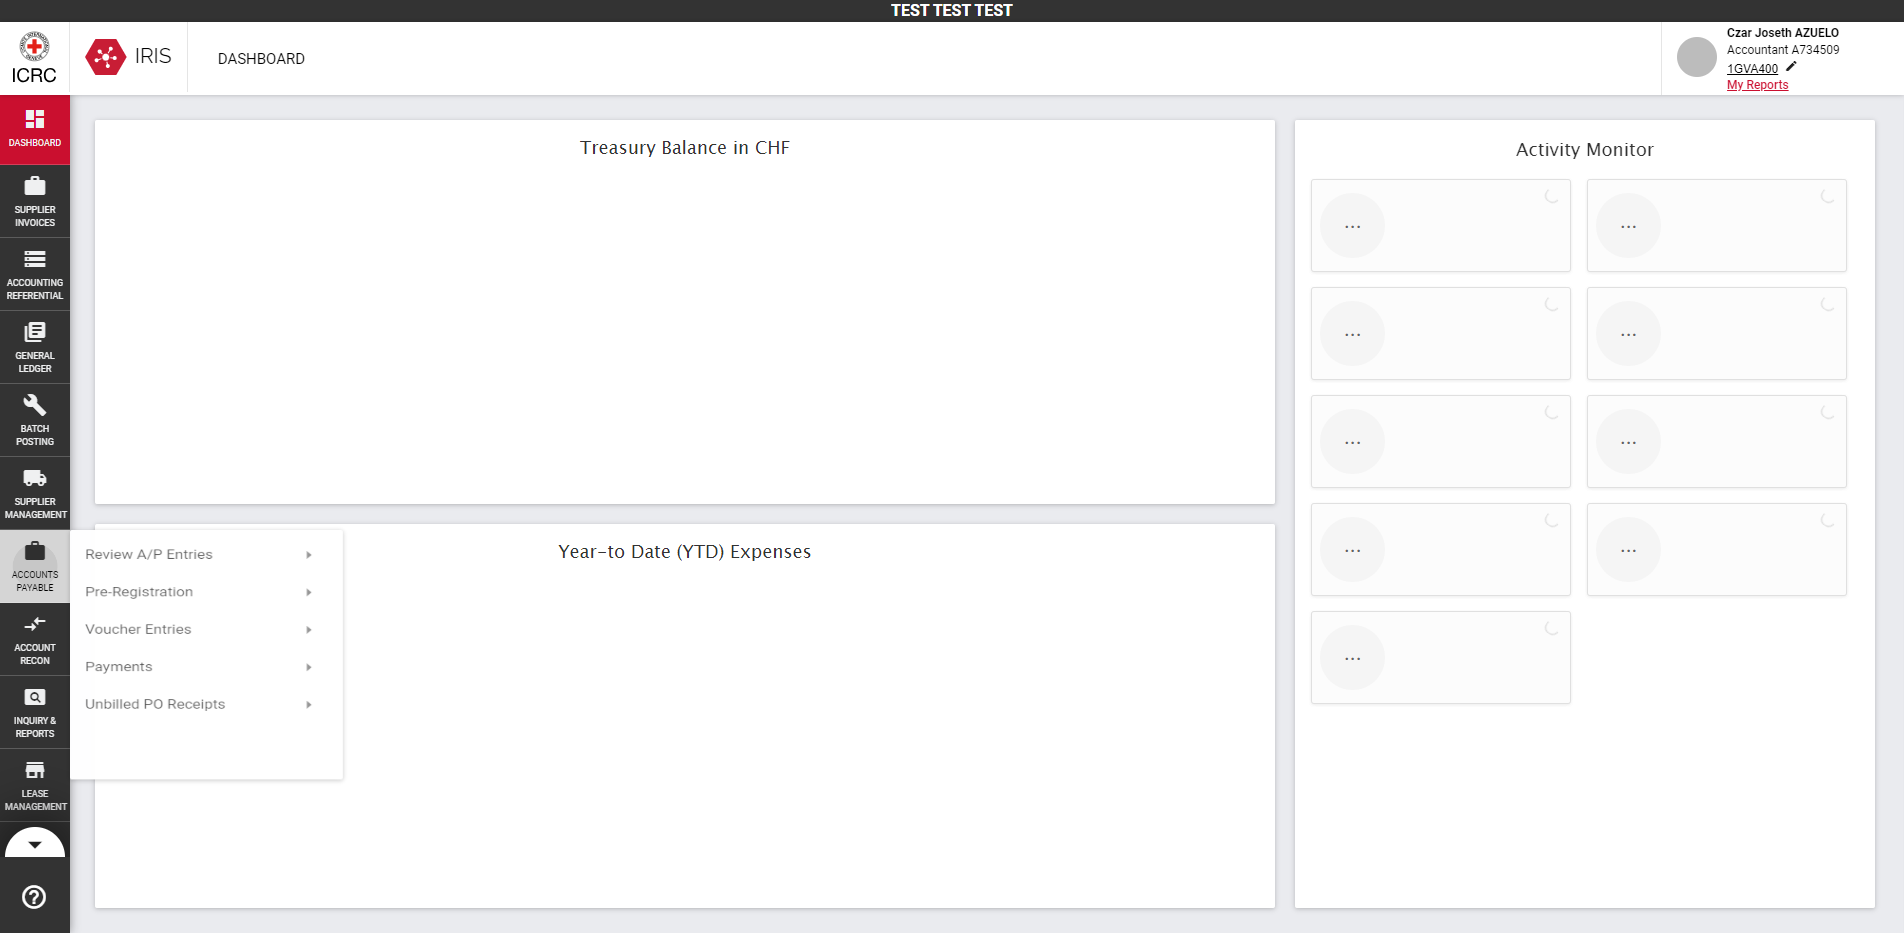 TEST TEST TEST
ICRC
IRIS
DASHBOARD
Czar Joseth AZUELO
Accountant A734509
1GVA400
My Reports
DASHBOARD
SUPPLIER
INVOICES
ACCOUNTING
REFERENTIAL
GENERAL
LEDGER
BATCH
POSTING
SUPPLIER
MANAGEMENT
ACCOUNTS
PAYABLE
ACCOUNT
RECON
INQUIRY &
REPORTS
LEASE
MANAGEMENT
Review A/P Entries
Pre-Registration
Voucher Entries
Payments
Unbilled PO Receipts
Treasury Balance in CHF
Year-to Date (YTD) Expenses
Activity Monitor
...
...
...
...
...
...
...
...
...